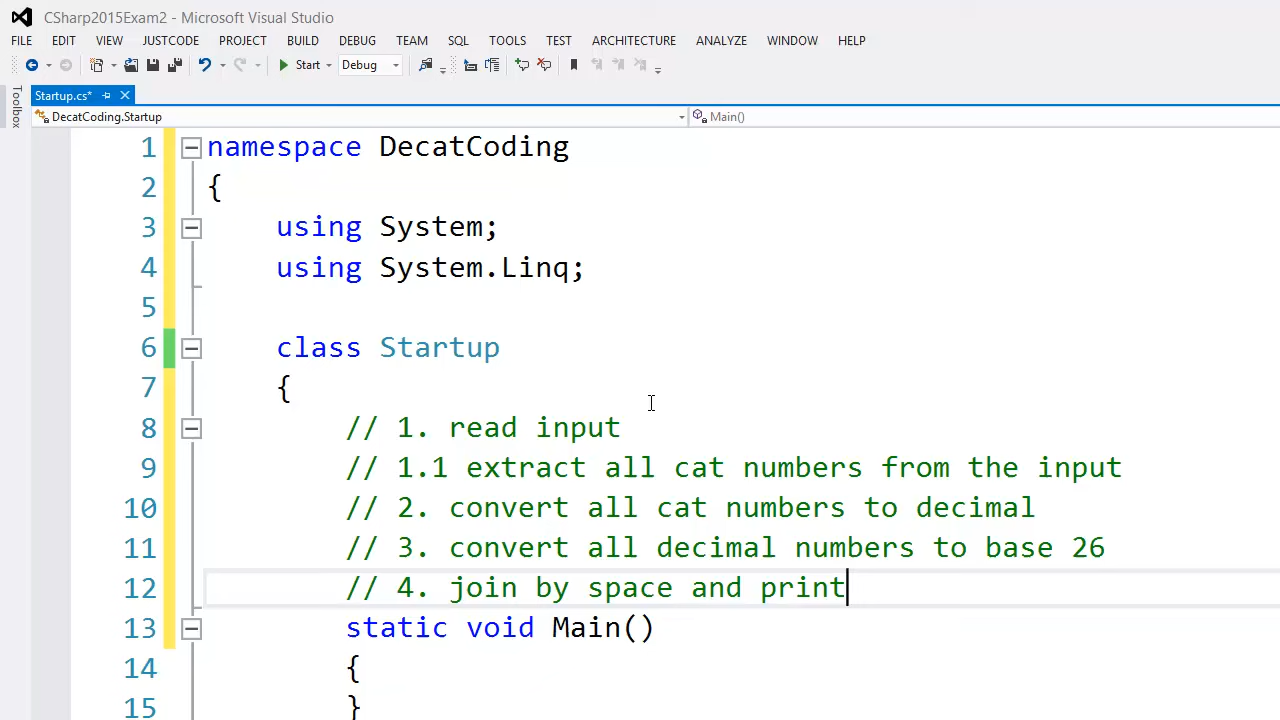 CSharp2015Exam2 - Microsoft Visual Studio
FILE EDIT VIEW JUSTCODE PROJECT BUILD DEBUG TEAM SQL TOOLS TEST ARCHITECTURE ANALYZE WINDOW HELP
Start Debug
Toolbox
Startup.cs*
DecatCoding.Startup Main()
1 namespace DecatCoding
2 {
3 using System;
4 using System.Linq;
5
6 class Startup
7 {
8 // 1. read input
9 // 1.1 extract all cat numbers from the input
10 // 2. convert all cat numbers to decimal
11 // 3. convert all decimal numbers to base 26
12 // 4. join by space and print
13 static void Main()
14 {
15 }